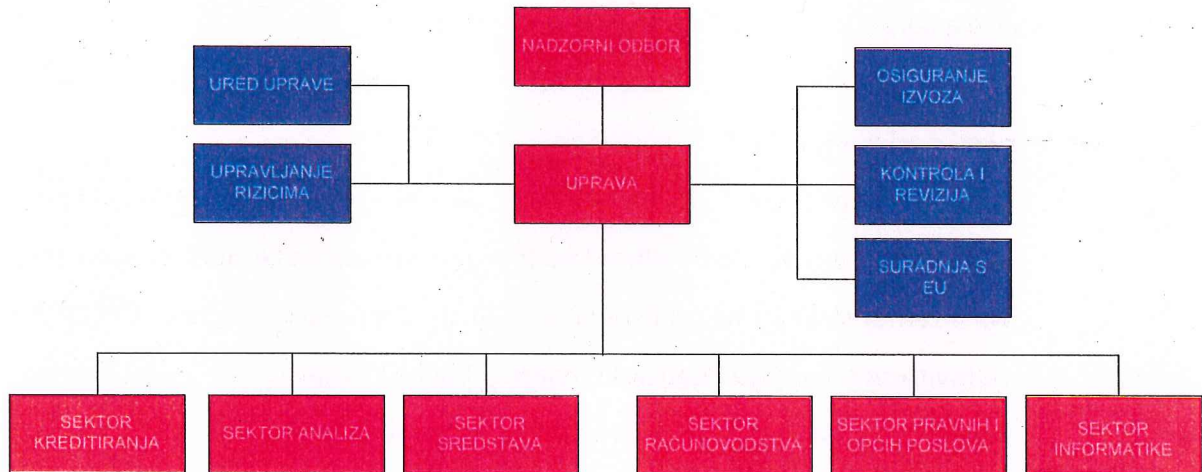 NADZORNI ODBOR
URED UPRAVE
OSIGURANJE
IZVOZA
UPRAVLJANJE
RIZICIMA
UPRAVA
KONTROLA I
REVIZIJA
SURADNJA S
EU
SEKTOR
KREDITIRANJA
SEKTOR ANALIZA
SEKTOR
SREDSTAVA
SEKTOR
RAČUNOVODSTVA
SEKTOR PRAVNIH I
OPĆIH POSLOVA
SEKTOR
INFORMATIKE